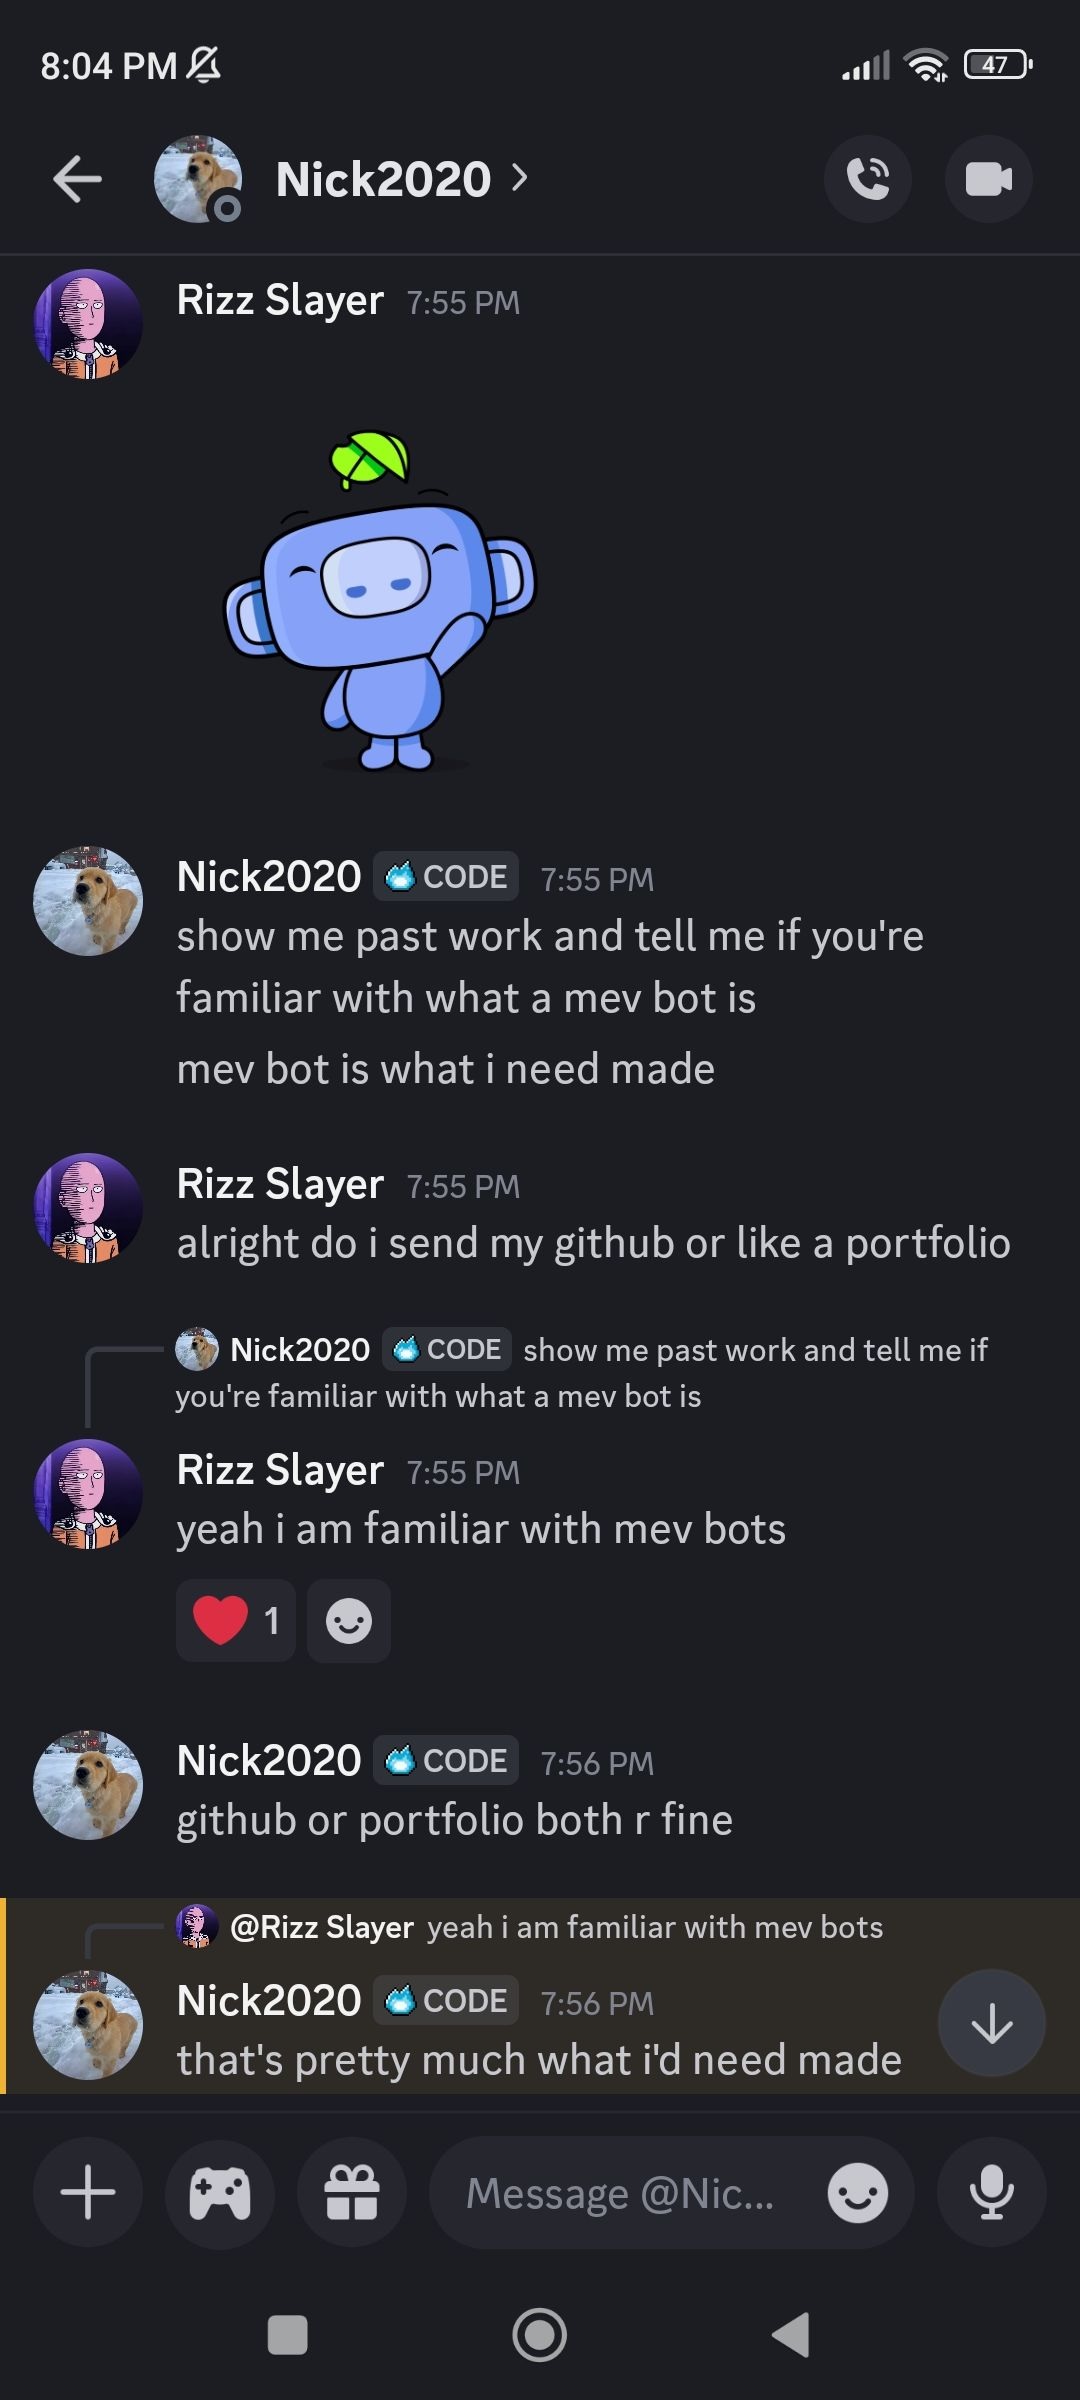 8:04 PM
47
Nick2020
Rizz Slayer 7:55 PM
Nick2020 CODE 7:55 PM
show me past work and tell me if you're
familiar with what a mev bot is
mev bot is what i need made
Rizz Slayer 7:55 PM
alright do i send my github or like a portfolio
Nick2020 CODE show me past work and tell me if
you're familiar with what a mev bot is
Rizz Slayer 7:55 PM
yeah i am familiar with mev bots
1
Nick2020 CODE 7:56 PM
github or portfolio both r fine
@Rizz Slayer yeah i am familiar with mev bots
Nick2020 CODE 7:56 PM
that's pretty much what i'd need made
Message @Nic...